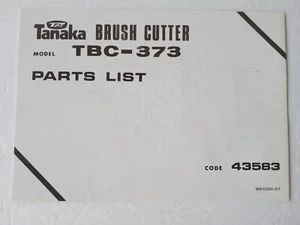 Tanaka BRUSH CUTTER
MODEL TBC-373
PARTS LIST
CODE 43583